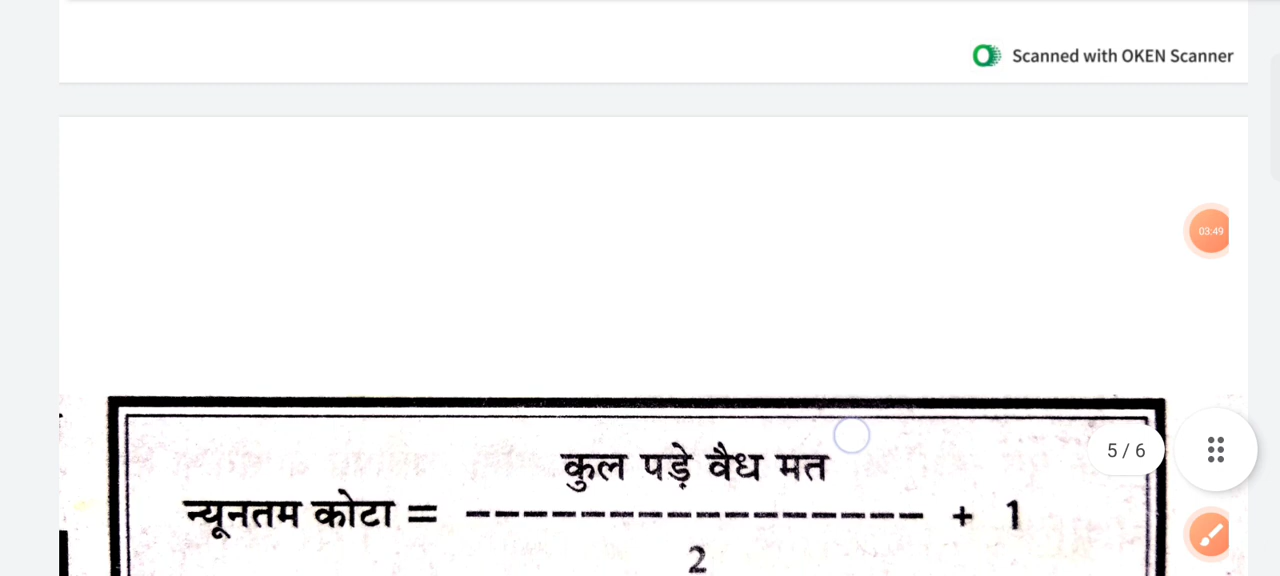 Scanned with OKEN Scanner
03:49
5 / 6
कुल पड़े वैध मत
न्यूनतम कोटा = ---------------- + 1
2